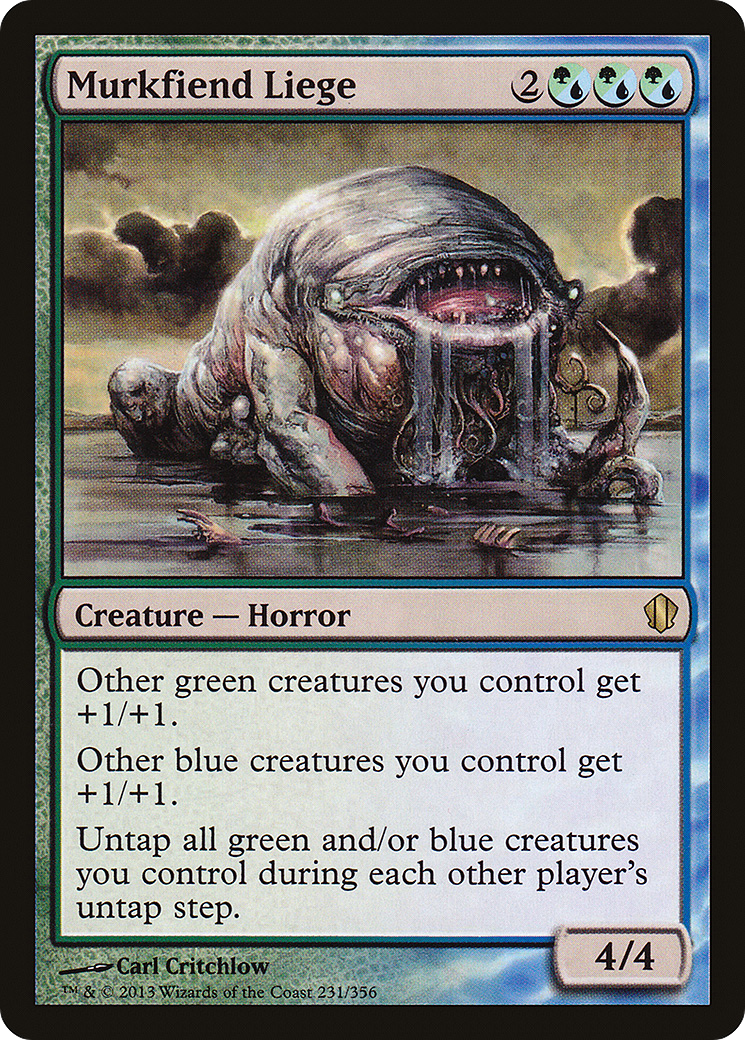 Murkfiend Liege 2
Creature — Horror
Other green creatures you control get
+1/+1.
Other blue creatures you control get
+1/+1.
Untap all green and/or blue creatures
you control during each other player's
untap step.
4/4
Carl Critchlow
™ & © 2013 Wizards of the Coast 231/356